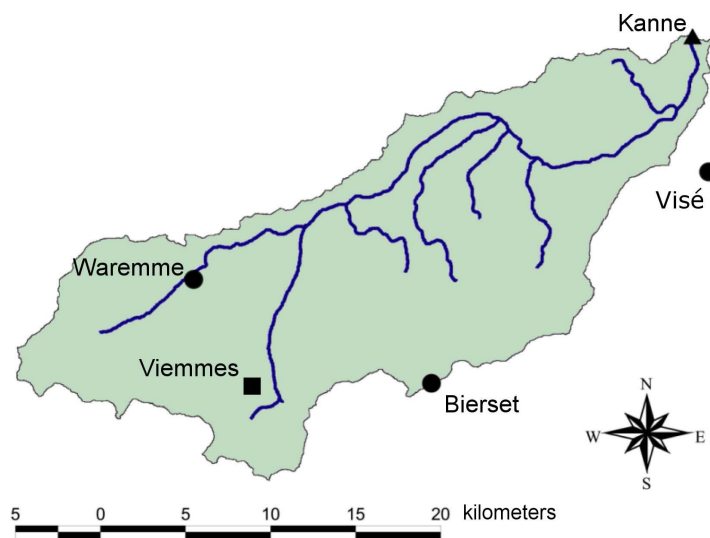 Kanne
Visé
Waremme
Viemmes
Bierset
N
W E
S
5 0 5 10 15 20 kilometers